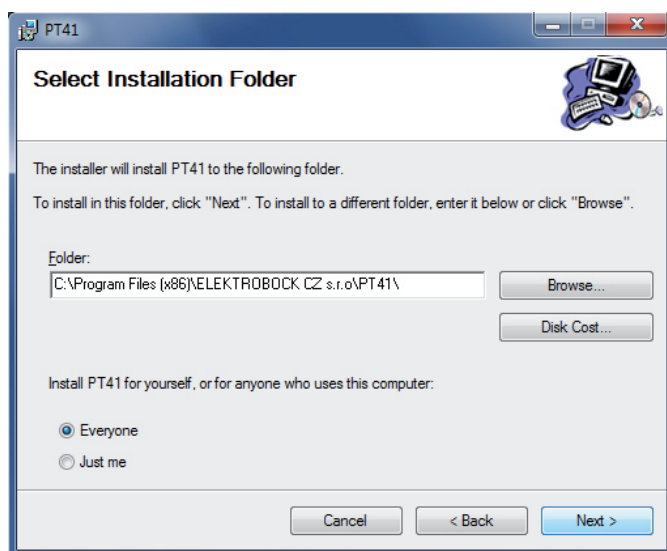 PT41
Select Installation Folder
The installer will install PT41 to the following folder.
To install in this folder, click "Next". To install to a different folder, enter it below or click "Browse".
Folder:
C:\Program Files (x86)\ELEKTROBOCK CZ s.r.o\PT41\
Browse...
Disk Cost...
Install PT41 for yourself, or for anyone who uses this computer:
Everyone
Just me
Cancel
< Back
Next >